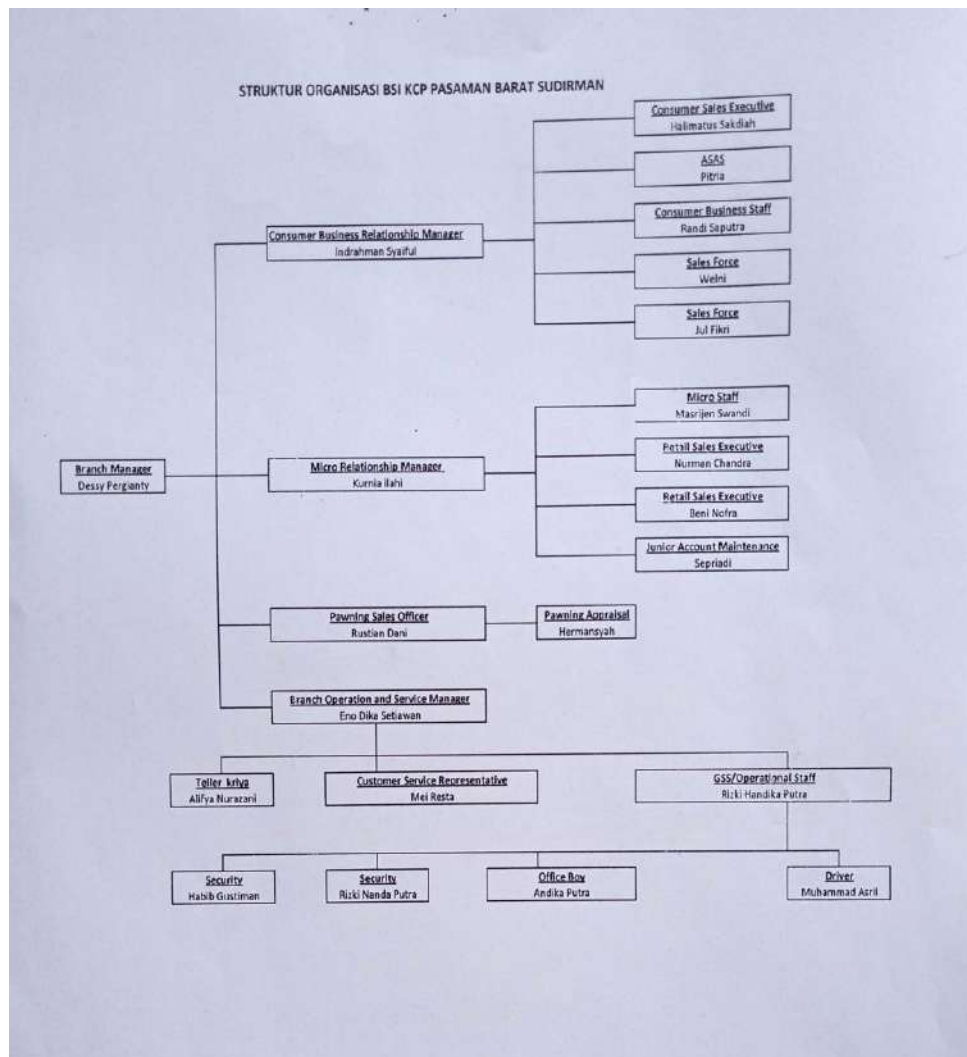 STRUKTUR ORGANISASI BSI KCP PASAMAN BARAT SUDIRMAN
Consumer Sales Executive
Halimatus Sakdiah
ASAS
Pitria
Consumer Business Staff
Randi Saputra
Sales Force
Welni
Sales Force
Jul Fikri
Consumer Business Relationship Manager
Indrahman Syaiful
Micro Staff
Masrijen Swandi
Retail Sales Executive
Nurman Chandra
Retail Sales Executive
Beni Nofra
Junior Account Maintenance
Sepriadi
Micro Relationship Manager
Kurnia Ilahi
Branch Manager
Dessy Pergianty
Pawning Sales Officer
Rustian Dani
Pawning Appraisal
Hermansyah
Branch Operation and Service Manager
Eno Dika Setiawan
Teller kriya
Alifya Nurazani
Customer Service Representative
Mei Resta
GSS/Operational Staff
Rizki Handika Putra
Security
Habib Gustiman
Security
Rizki Nanda Putra
Office Boy
Andika Putra
Driver
Muhammad Asril